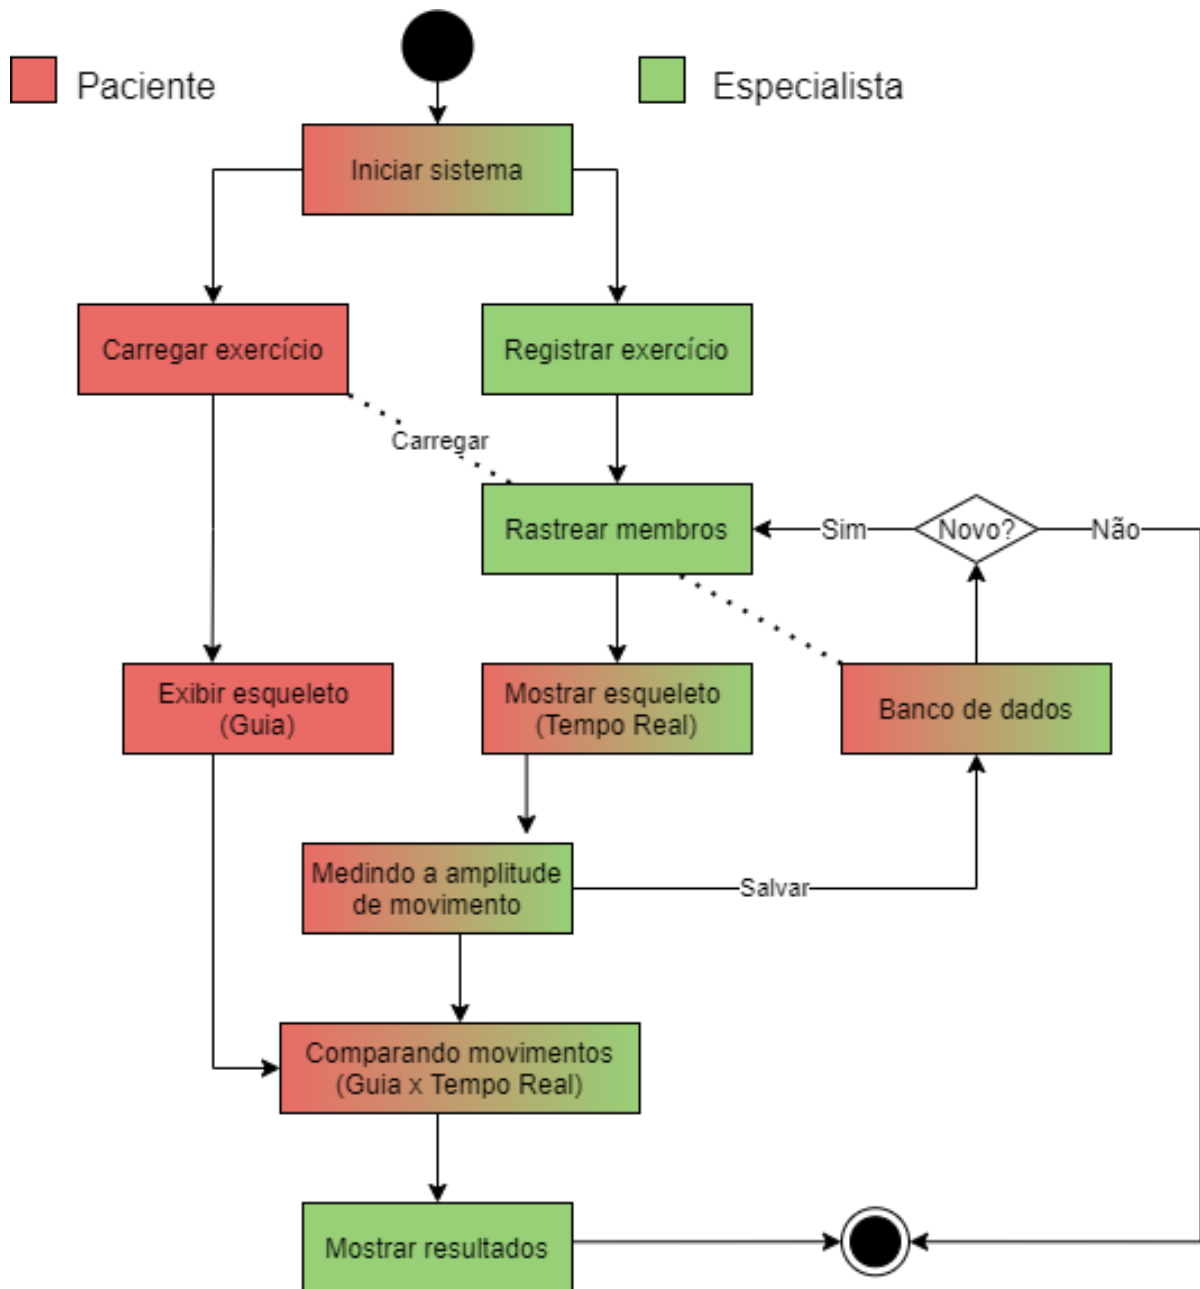 Paciente
Especialista
Iniciar sistema
Carregar exercício
Registrar exercício
Carregar
Rastrear membros
Sim
Novo?
Não
Exibir esqueleto
(Guia)
Mostrar esqueleto
(Tempo Real)
Banco de dados
Medindo a amplitude
de movimento
Salvar
Comparando movimentos
(Guia x Tempo Real)
Mostrar resultados